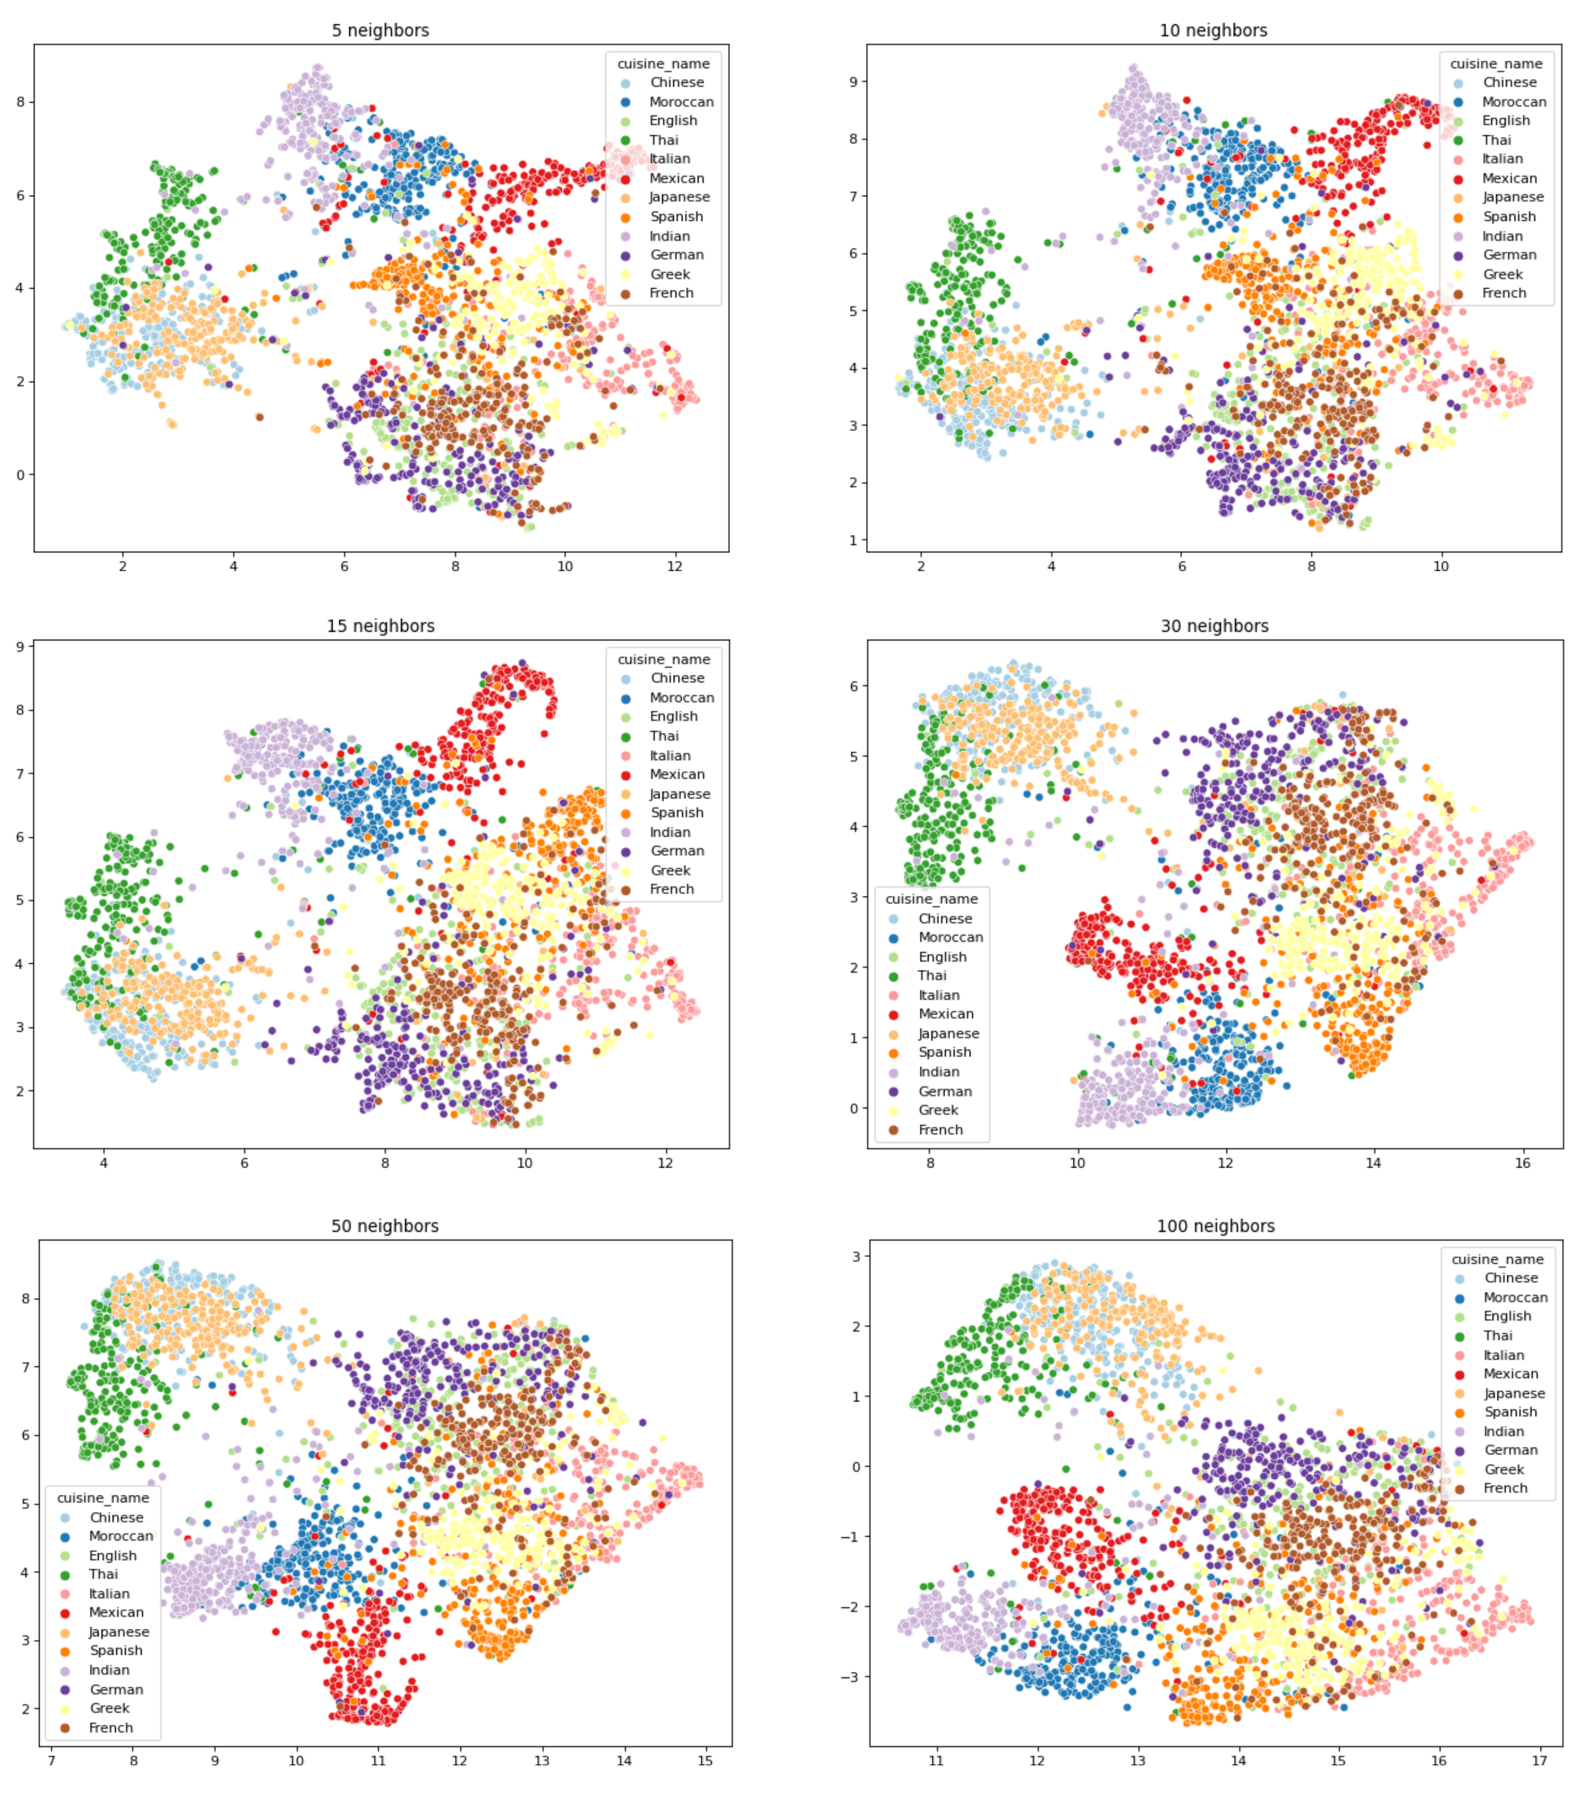 5 neighbors
cuisine_name
Chinese
Moroccan
English
Thai
Italian
Mexican
Japanese
Spanish
Indian
German
Greek
French
8
6
4
2
0
2 4 6 8 10 12
10 neighbors
cuisine_name
Chinese
Moroccan
English
Thai
Italian
Mexican
Japanese
Spanish
Indian
German
Greek
French
9
8
7
6
5
4
3
2
1
2 4 6 8 10
15 neighbors
cuisine_name
Chinese
Moroccan
English
Thai
Italian
Mexican
Japanese
Spanish
Indian
German
Greek
French
9
8
7
6
5
4
3
2
4 6 8 10 12
30 neighbors
6
5
4
3
2
1
0
cuisine_name
Chinese
Moroccan
English
Thai
Italian
Mexican
Japanese
Spanish
Indian
German
Greek
French
8 10 12 14 16
50 neighbors
8
7
6
5
4
3
2
cuisine_name
Chinese
Moroccan
English
Thai
Italian
Mexican
Japanese
Spanish
Indian
German
Greek
French
7 8 9 10 11 12 13 14 15
100 neighbors
cuisine_name
Chinese
Moroccan
English
Thai
Italian
Mexican
Japanese
Spanish
Indian
German
Greek
French
3
2
1
0
−1
−2
−3
11 12 13 14 15 16 17